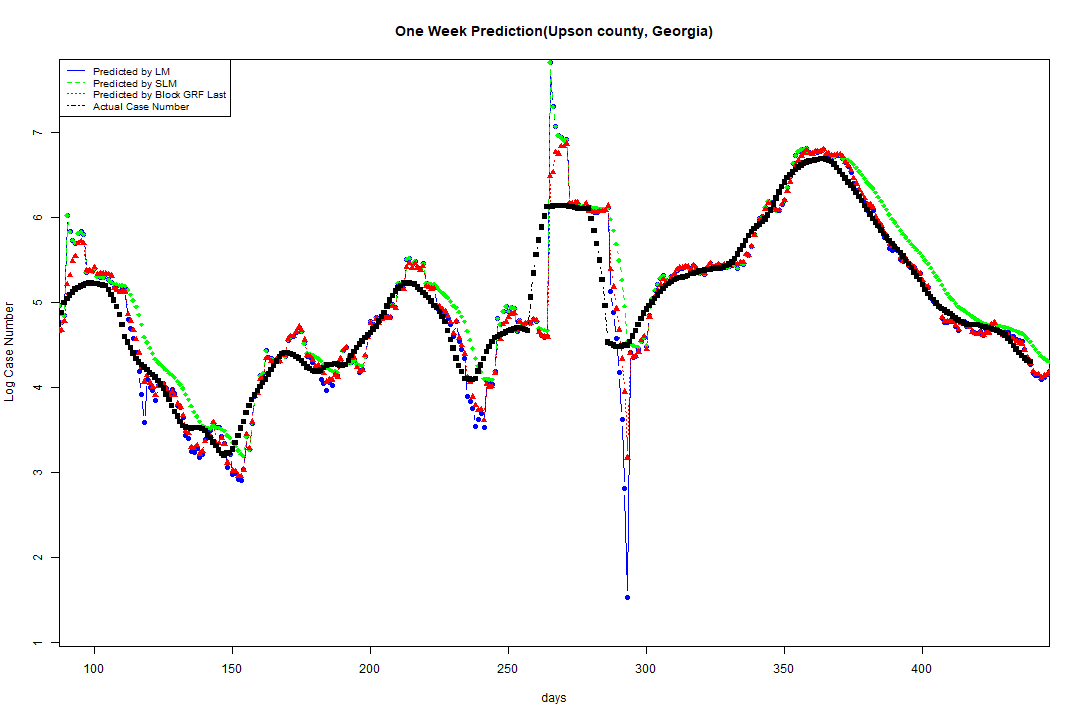 One Week Prediction(Upson county, Georgia)
Predicted by LM
Predicted by SLM
Predicted by Block GRF Last
Actual Case Number
7
6
5
4
3
2
1
Log Case Number
100 150 200 250 300 350 400
days